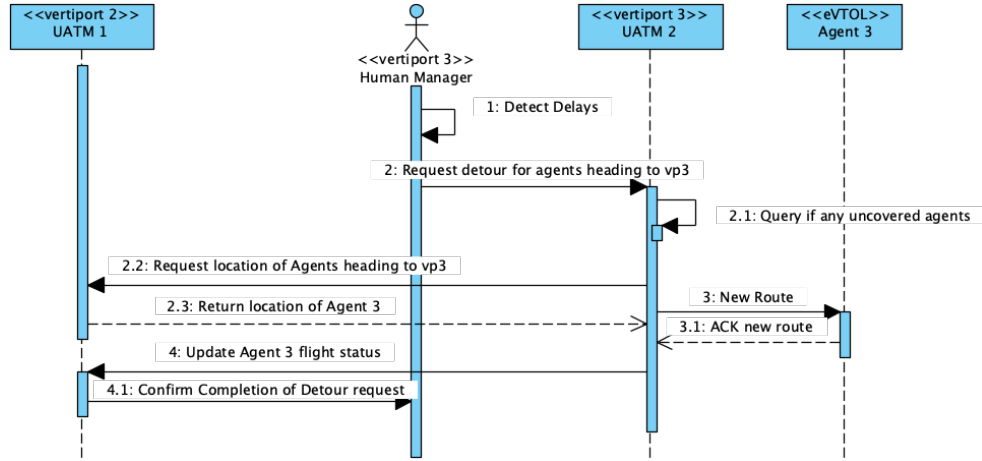 <<vertiport 2>>
UATM 1
<<vertiport 3>>
Human Manager
<<vertiport 3>>
UATM 2
<<eVTOL>>
Agent 3
1: Detect Delays
2: Request detour for agents heading to vp3
2.1: Query if any uncovered agents
2.2: Request location of Agents heading to vp3
2.3: Return location of Agent 3
3: New Route
3.1: ACK new route
4: Update Agent 3 flight status
4.1: Confirm Completion of Detour request